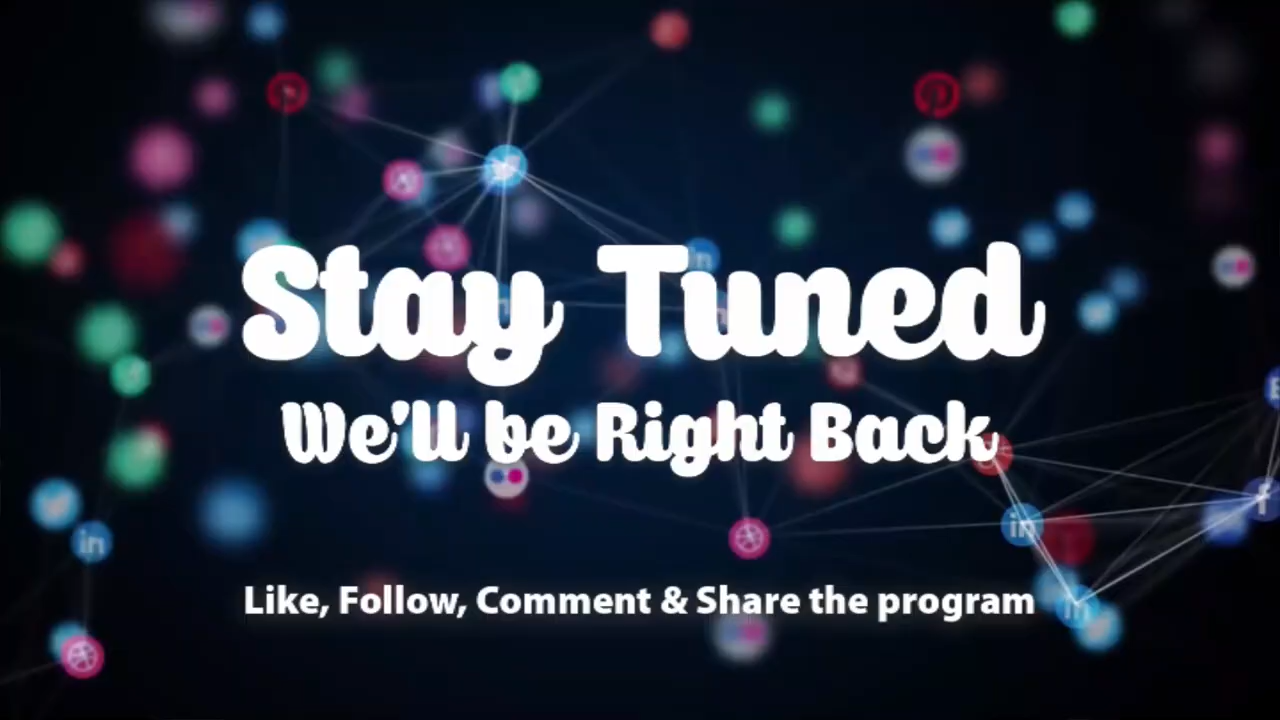 Stay Tuned
We'll be Right Back
Like, Follow, Comment & Share the program